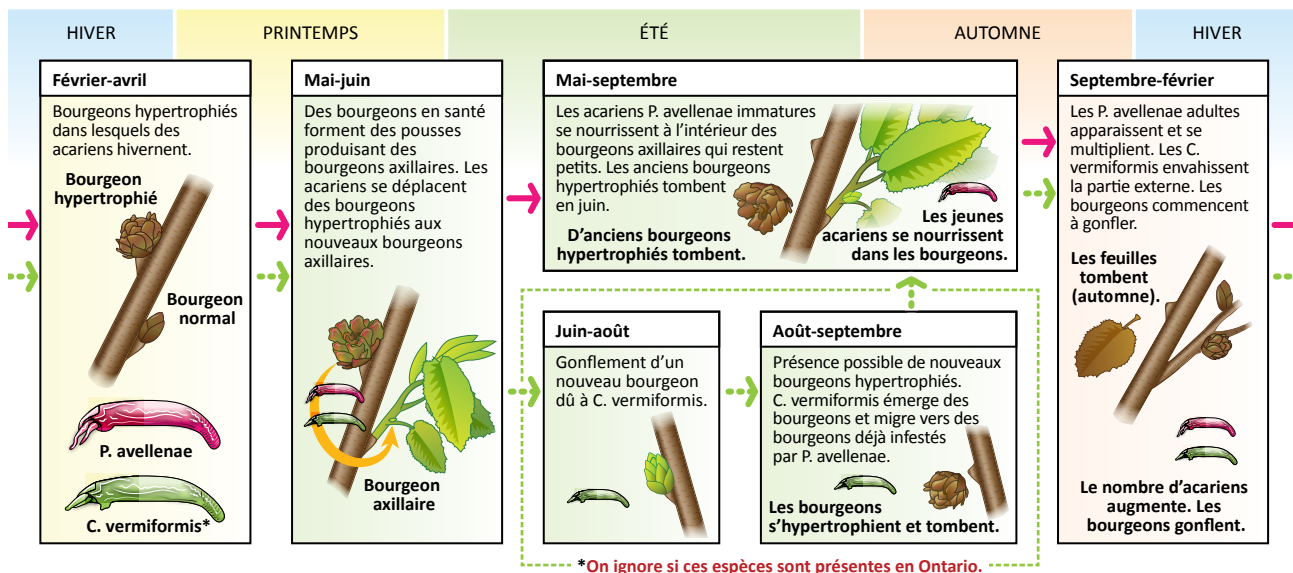 HIVER
PRINTEMPS
ÉTÉ
AUTOMNE
HIVER
Février-avril
Bourgeons hypertrophiés
dans lesquels des
acariens hivernent.
Bourgeon
hypertrophié
Bourgeon
normal
P. avellenae
C. vermiformis*
Mai-juin
Des bourgeons en santé
forment des pousses
produisant des
bourgeons axillaires. Les
acariens se déplacent
des bourgeons
hypertrophiés aux
nouveaux bourgeons
axillaires.
Bourgeon
axillaire
Mai-septembre
Les acariens P. avellenae immatures
se nourrissent à l’intérieur des
bourgeons axillaires qui restent
petits. Les anciens bourgeons
hypertrophiés tombent
en juin.
D’anciens bourgeons
hypertrophiés tombent.
Les jeunes
acariens se nourrissent
dans les bourgeons.
Juin-août
Gonflement d’un
nouveau bourgeon
dû à C. vermiformis.
Août-septembre
Présence possible de nouveaux
bourgeons hypertrophiés.
C. vermiformis émerge des
bourgeons et migre vers des
bourgeons déjà infestés
par P. avellenae.
Les bourgeons
s’hypertrophient et tombent.
*On ignore si ces espèces sont présentes en Ontario.
Septembre-février
Les P. avellenae adultes
apparaissent et se
multiplient. Les C.
vermiformis envahissent
la partie externe. Les
bourgeons commencent
à gonfler.
Les feuilles
tombent
(automne).
Le nombre d’acariens
augmente. Les
bourgeons gonflent.